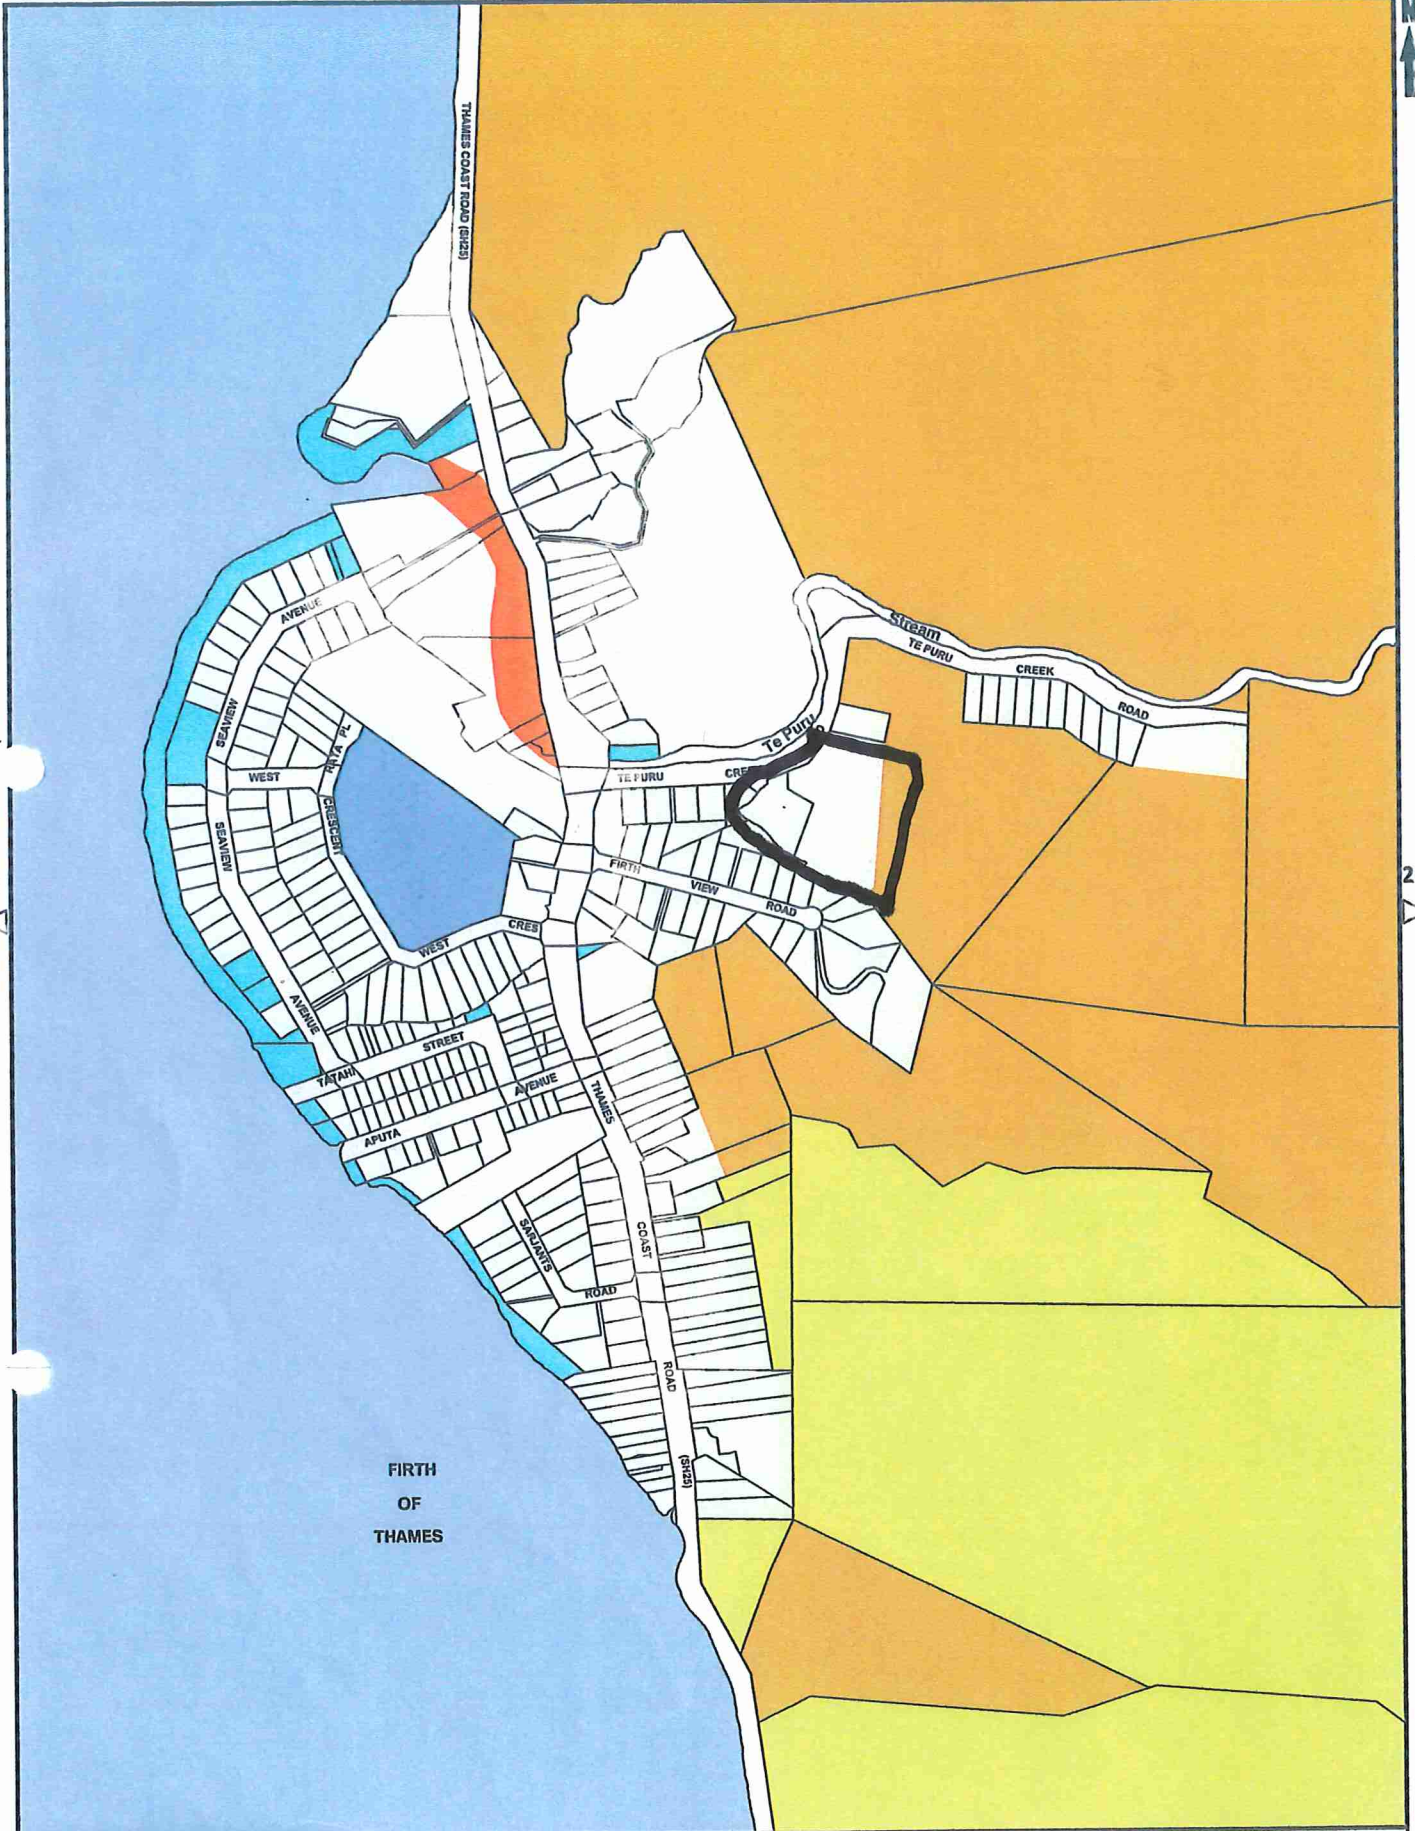 N
THAMES COAST ROAD (SH25)
Stream
TE PURU
CREEK
ROAD
AVENUE
SEAVIEW
RAYA PL
Te Puru
WEST
TE PURU
CRESCENT
SEAVIEW
FIRTH
VIEW
ROAD
2
CRES
WEST
AVENUE
STREET
TATAHI
AVENUE
THAMES
APUTA
SARJANTS
COAST
ROAD
ROAD
(SH25)
FIRTH
OF
THAMES